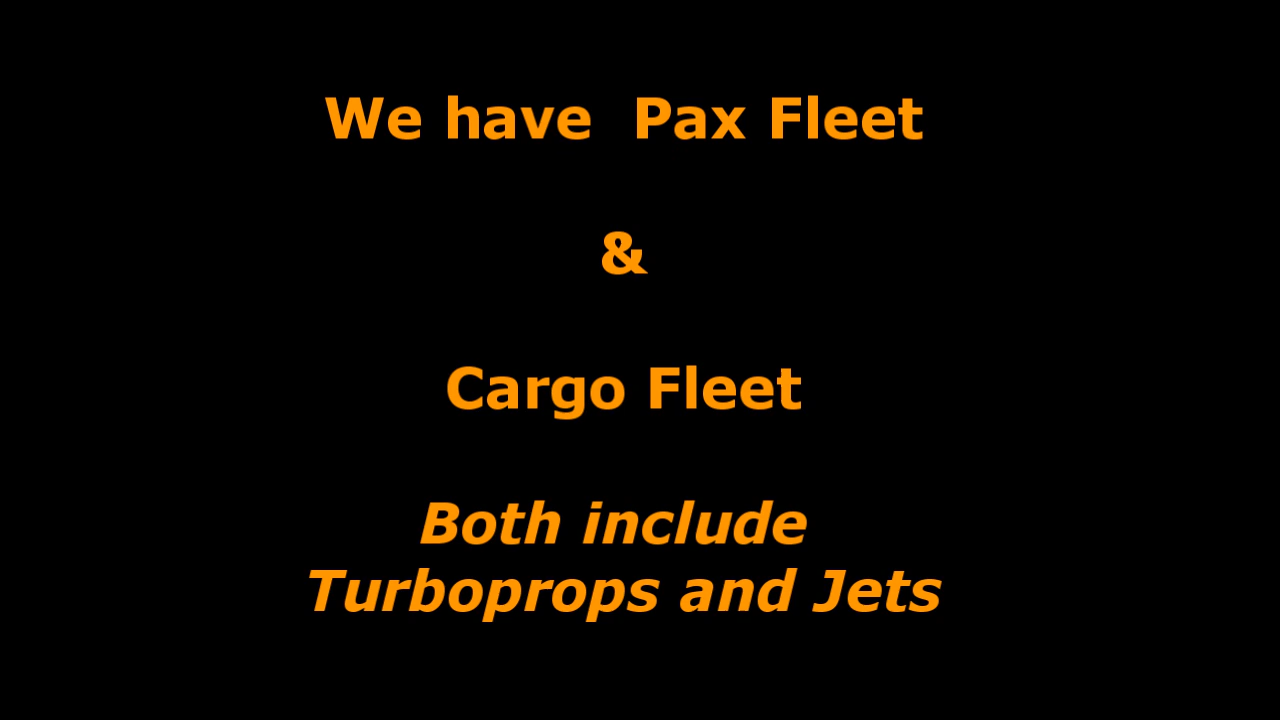 We have  Pax Fleet
&
Cargo Fleet
Both include
Turboprops and Jets